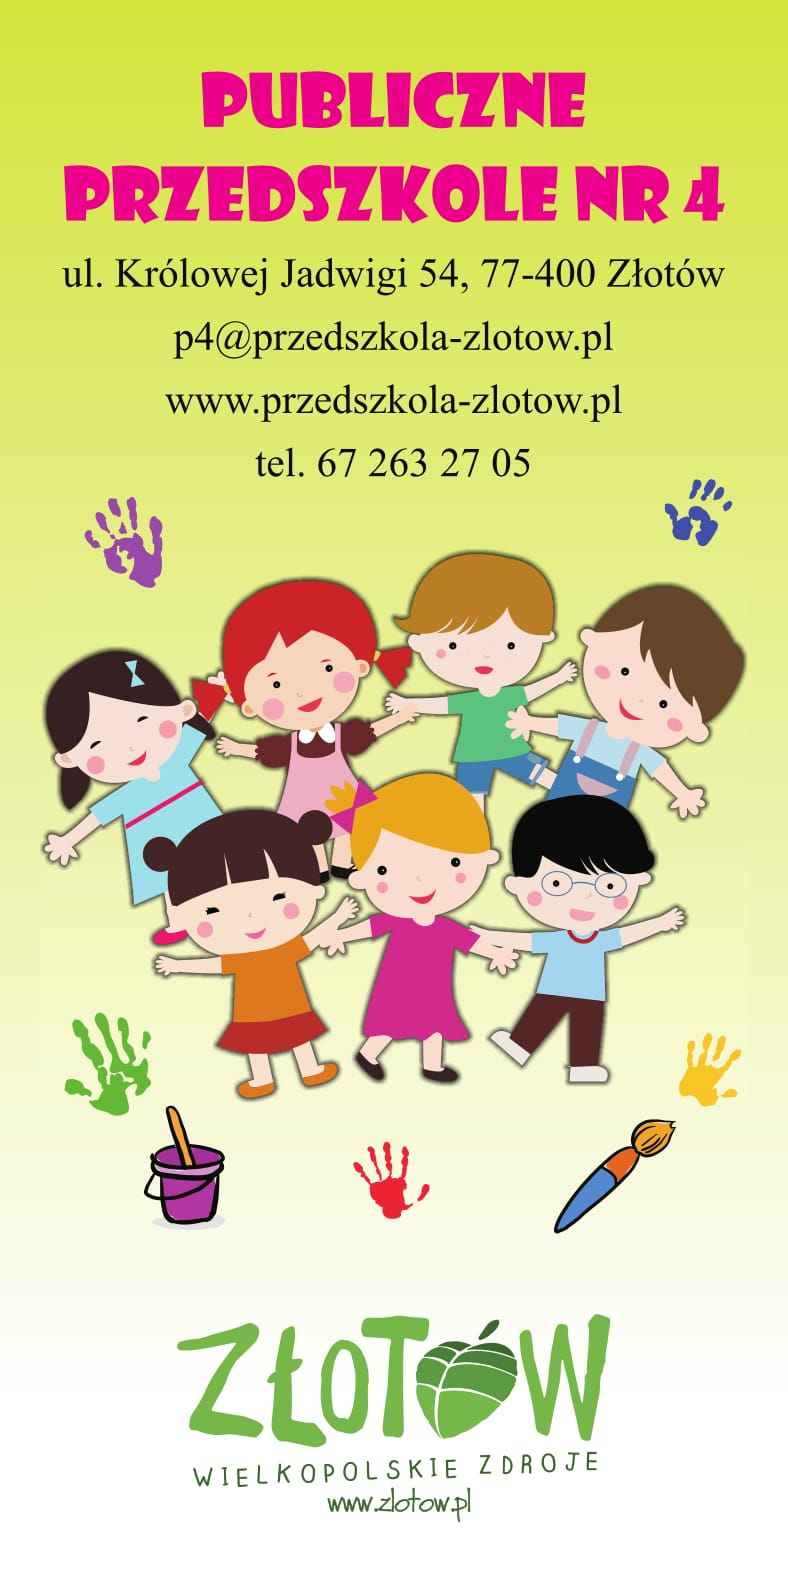 PUBLICZNE
PRZEDSZKOLE NR 4
ul. Królowej Jadwigi 54, 77-400 Złotów
p4@przedszkola-zlotow.pl
www.przedszkola-zlotow.pl
tel. 67 263 27 05
ZŁOTÓW
WIELKOPOLSKIE ZDROJE
www.zlotow.pl